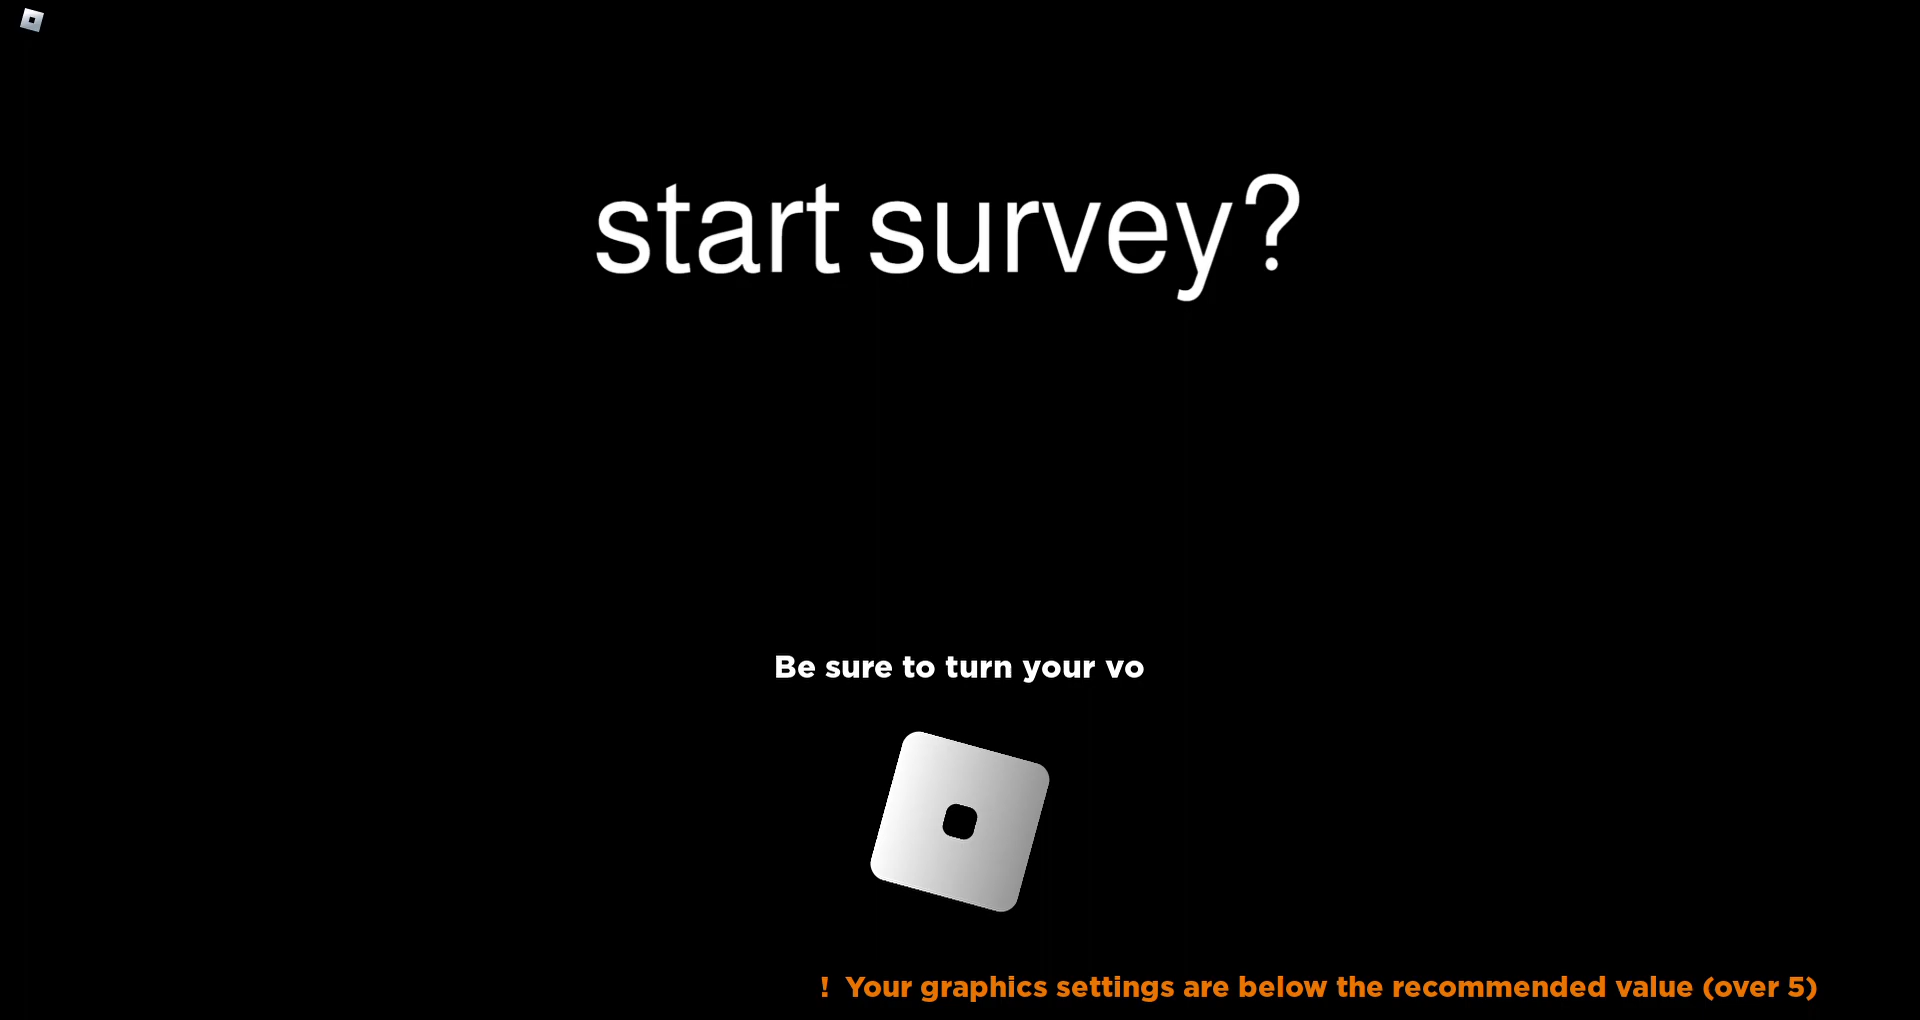 start survey?
Be sure to turn your vo
! Your graphics settings are below the recommended value (over 5)